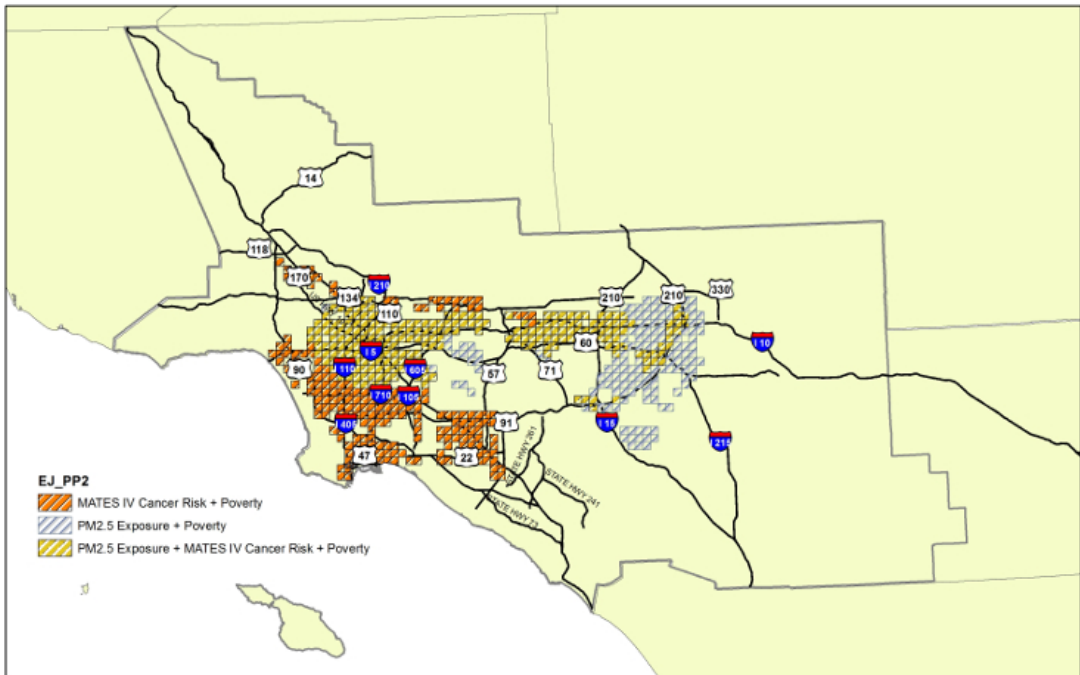 14
118
170
210
134
110
210
210
330
I 5
60
I 10
90
110
605
57
71
710
105
405
91
I 15
I 215
47
22
STATE HWY 261
STATE HWY 241
STATE HWY 73
EJ_PP2
MATES IV Cancer Risk + Poverty
PM2.5 Exposure + Poverty
PM2.5 Exposure + MATES IV Cancer Risk + Poverty